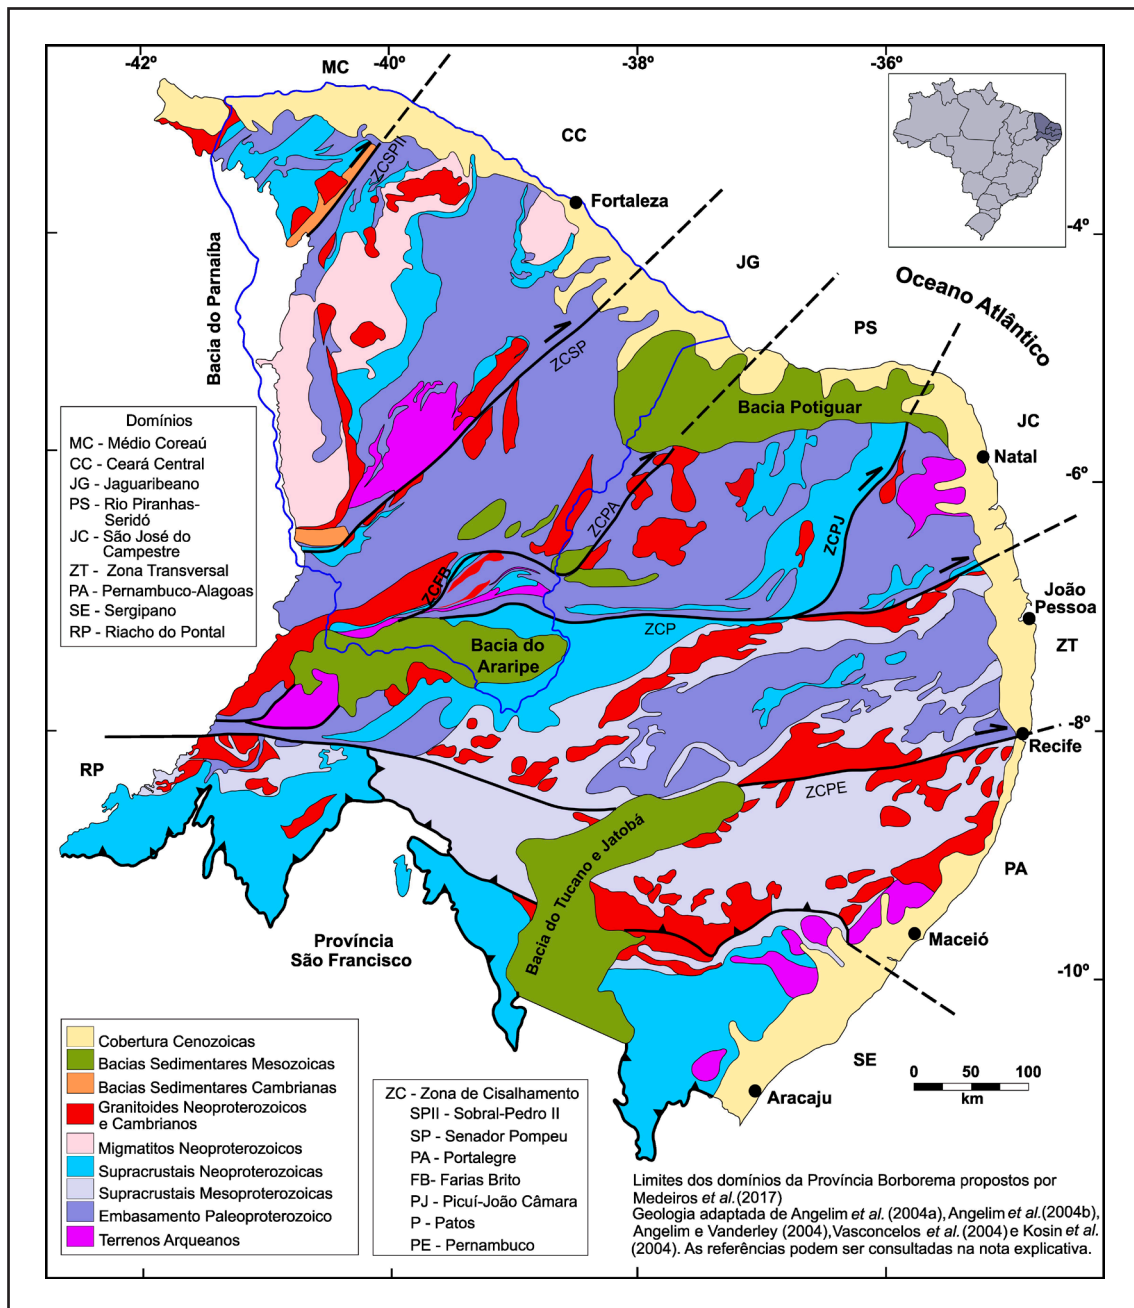 -42º
-40º
-38º
-36º
MC
CC
ZCSPII
Fortaleza
-4º
Bacia do Parnaíba
JG
Oceano Atlântico
PS
ZCSP
Bacia Potiguar
JC
Natal
-6º
Domínios
MC - Médio Coreaú
CC - Ceará Central
JG - Jaguaribeano
PS - Rio Piranhas-
Seridó
JC - São José do
Campestre
ZT - Zona Transversal
PA - Pernambuco-Alagoas
SE - Sergipano
RP - Riacho do Pontal
ZCPA
ZCPJ
ZCFB
João
Pessoa
ZCP
Bacia do
Araripe
ZT
-8º
Recife
RP
ZCPE
Bacia do Tucano e Jatobá
PA
Província
São Francisco
Maceió
-10º
SE
Aracaju
0 50 100
km
Cobertura Cenozoicas
Bacias Sedimentares Mesozoicas
Bacias Sedimentares Cambrianas
Granitoides Neoproterozoicos
e Cambrianos
Migmatitos Neoproterozoicos
Supracrustais Neoproterozoicas
Supracrustais Mesoproterozoicas
Embasamento Paleoproterozoico
Terrenos Arqueanos
ZC - Zona de Cisalhamento
SPII - Sobral-Pedro II
SP - Senador Pompeu
PA - Portalegre
FB- Farias Brito
PJ - Picuí-João Câmara
P - Patos
PE - Pernambuco
Limites dos domínios da Província Borborema propostos por
Medeiros et al.(2017)
Geologia adaptada de Angelim et al. (2004a), Angelim et al.(2004b),
Angelim e Vanderley (2004),Vasconcelos et al.(2004) e Kosin et al.
(2004). As referências podem ser consultadas na nota explicativa.